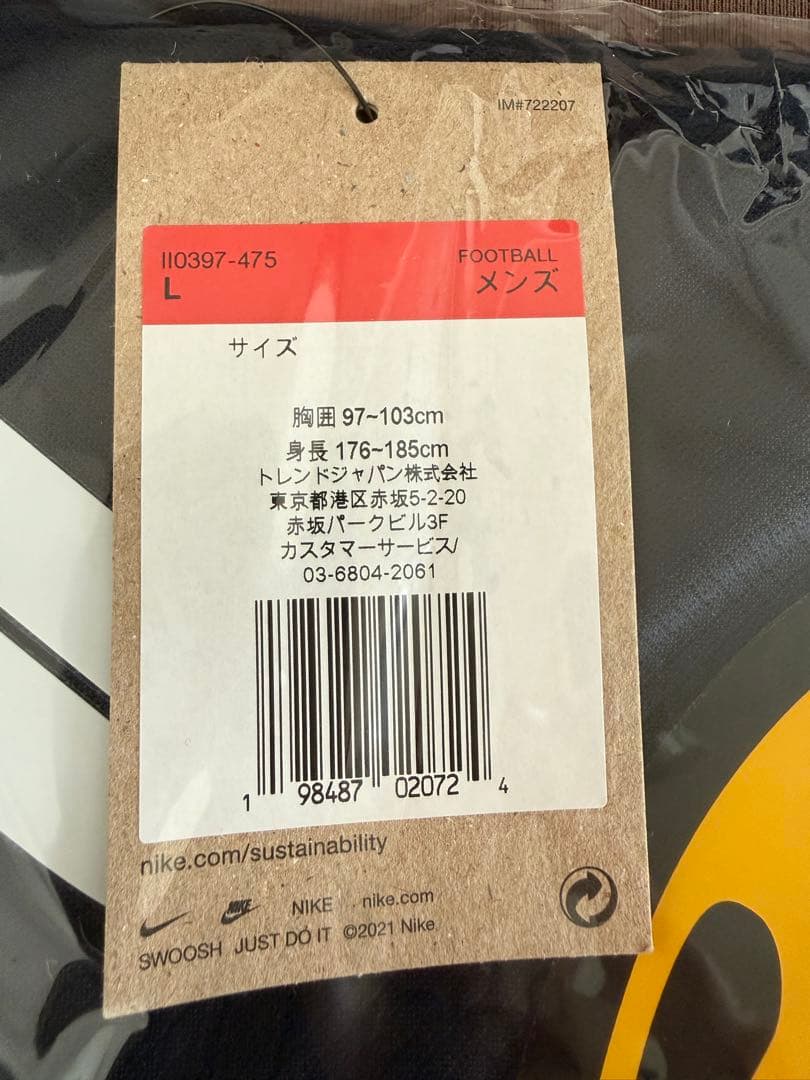 IM#722207
II0397-475
FOOTBALL
L
メンズ
サイズ
胸囲 97~103cm
身長 176~185cm
トレンドジャパン株式会社
東京都港区赤坂5-2-20
赤坂パークビル3F
カスタマーサービス/
03-6804-2061
1 98487 02072 4
nike.com/sustainability
NIKE NIKE nike.com
SWOOSH JUST DO IT ©2021 Nike